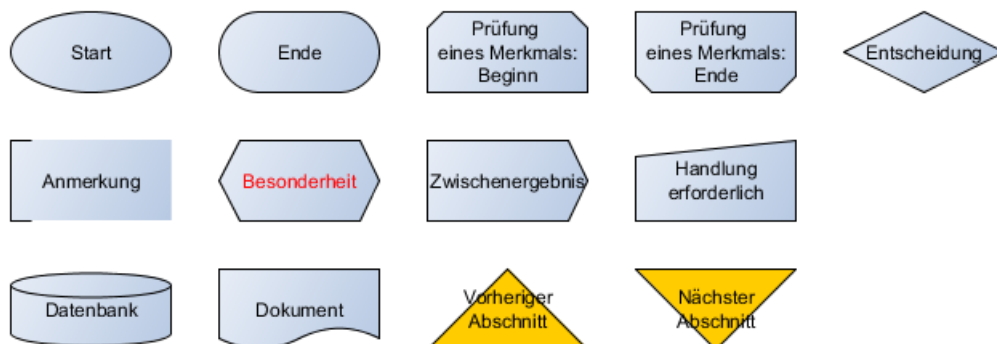 Start
Ende
Prüfung
eines Merkmals:
Beginn
Prüfung
eines Merkmals:
Ende
Entscheidung
Anmerkung
Besonderheit
Zwischenergebnis
Handlung
erforderlich
Datenbank
Dokument
Vorheriger
Abschnitt
Nächster
Abschnitt